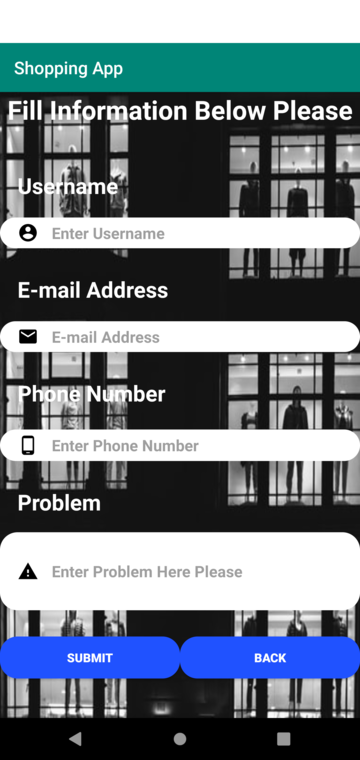 Shopping App
Fill Information Below Please
Username
Enter Username
E-mail Address
E-mail Address
Phone Number
Enter Phone Number
Problem
Enter Problem Here Please
SUBMIT BACK